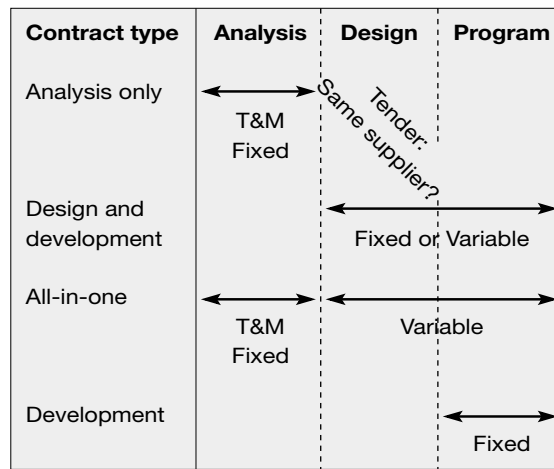 Contract type Analysis Design Program
Analysis only
T&M
Fixed
Tender:
Same supplier?
Design and
development
Fixed or Variable
All-in-one
T&M
Fixed
Variable
Development
Fixed